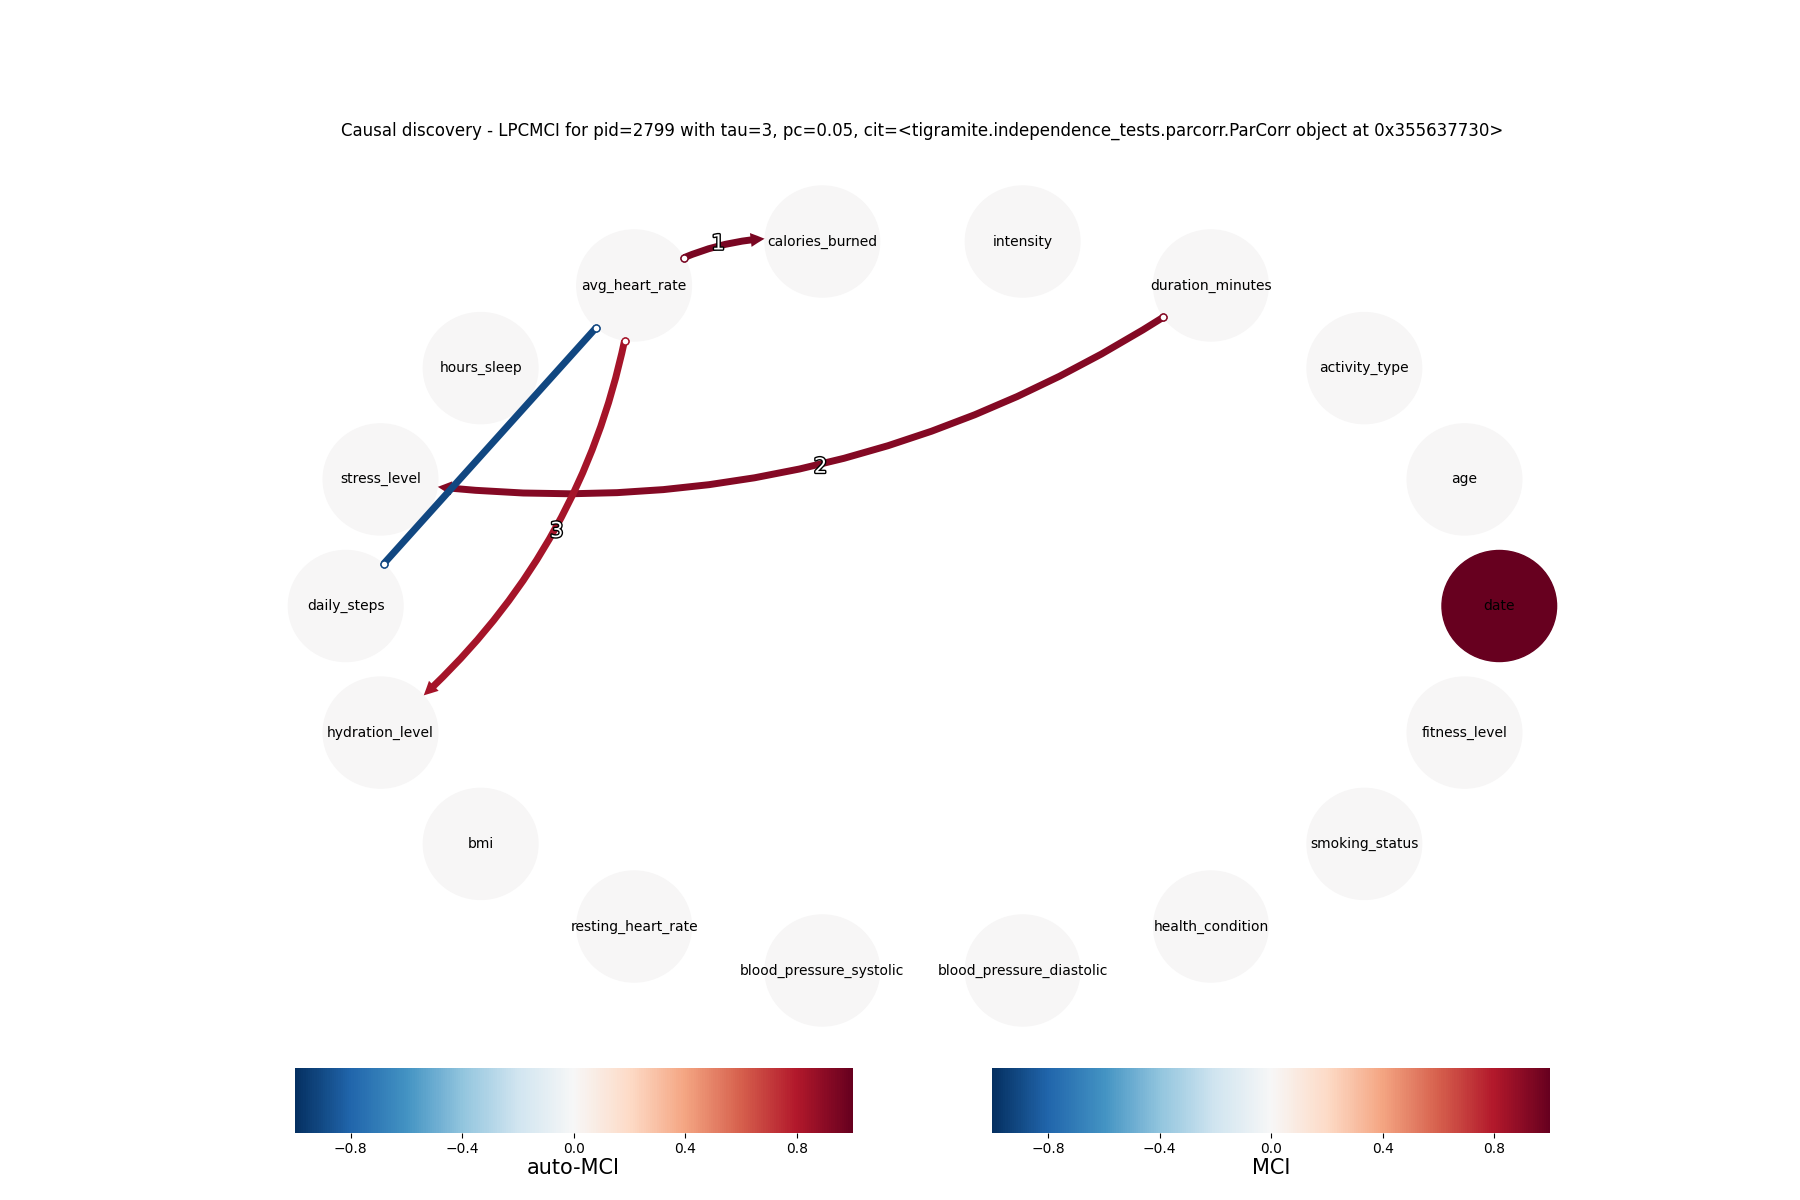 Causal discovery - LPCMCI for pid=2799 with tau=3, pc=0.05, cit=<tigramite.independence_tests.parcorr.ParCorr object at 0x355637730>
calories_burned
intensity
1
avg_heart_rate
duration_minutes
hours_sleep
activity_type
2
stress_level
age
3
daily_steps
date
hydration_level
fitness_level
bmi
smoking_status
resting_heart_rate
health_condition
blood_pressure_systolic
blood_pressure_diastolic
−0.8 −0.4 0.0 0.4 0.8
auto-MCI
−0.8 −0.4 0.0 0.4 0.8
MCI